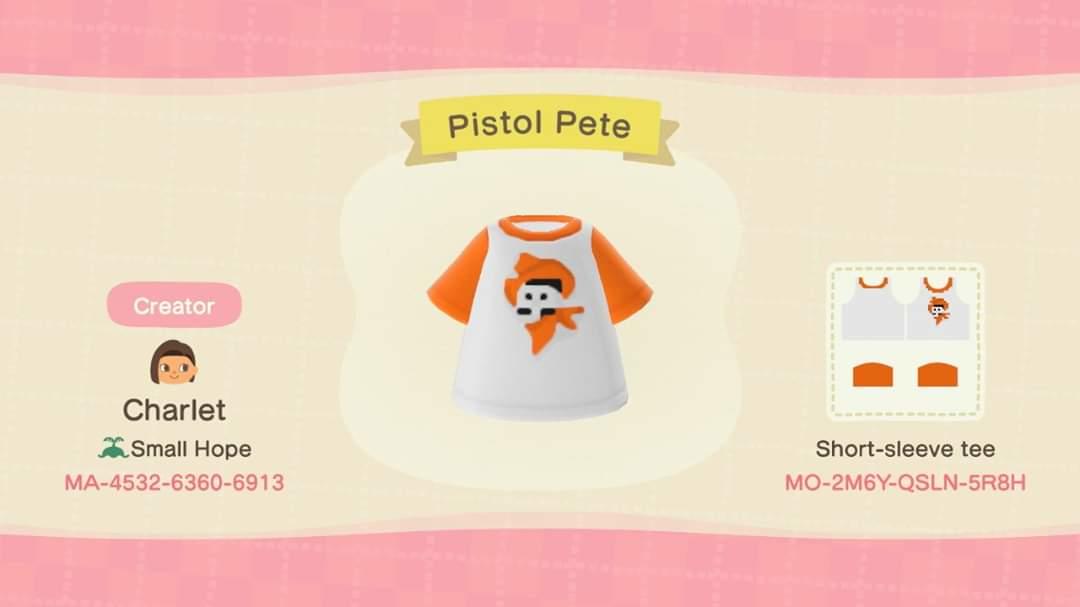 Pistol Pete
Creator
Charlet
Small Hope
MA-4532-6360-6913
Short-sleeve tee
MO-2M6Y-QSLN-5R8H